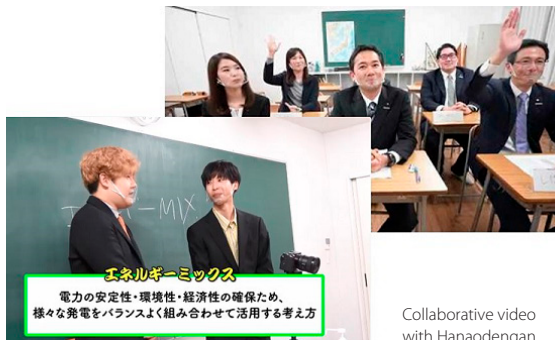 MIX
エネルギーミックス
電力の安定性・環境性・経済性の確保ため、
様々な発電をバランスよく組み合わせて活用する考え方
Collaborative video
with Hanaodengan